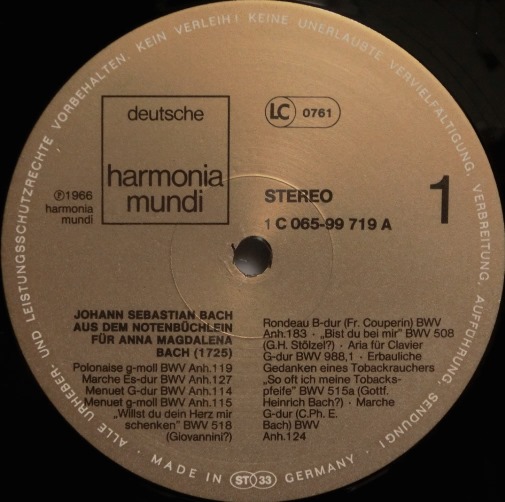 ALLE URHEBER- UND LEISTUNGSSCHUTZRECHTE VORBEHALTEN. KEIN VERLEIH! KEINE UNERLAUBTE VERVIELFÄLTIGUNG, VERBREITUNG, AUFFÜHRUNG, SENDUNG!
deutsche
harmonia
mundi
LC 0761
℗1966
harmonia
mundi
STEREO
1 C 065-99 719 A
1
JOHANN SEBASTIAN BACH
AUS DEM NOTENBÜCHLEIN
FÜR ANNA MAGDALENA
BACH (1725)
Polonaise g-moll BWV Anh.119
Marche Es-dur BWV Anh.127
Menuet G-dur BWV Anh.114
Menuet g-moll BWV Anh.115
„Willst du dein Herz mir
schenken" BWV 518
(Giovannini?)
Rondeau B-dur (Fr. Couperin) BWV
Anh.183 · „Bist du bei mir" BWV 508
(G.H. Stölzel?) · Aria für Clavier
G-dur BWV 988,1 · Erbauliche
Gedanken eines Tobackrauchers
„So oft ich meine Tobacks-
pfeife" BWV 515a (Gottf.
Heinrich Bach?) · Marche
G-dur (C.Ph. E.
Bach) BWV
Anh.124
· MADE IN ST 33 GERMANY ·